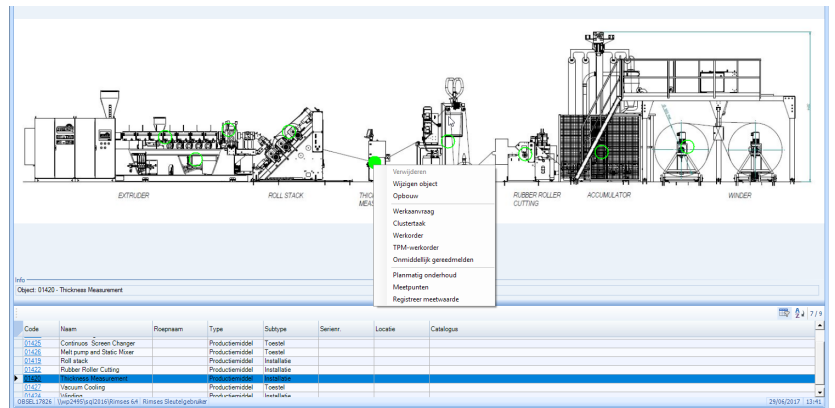 EXTRUDER
ROLL STACK
THIC
MEAS
RUBBER ROLLER
CUTTING
ACCUMULATOR
WINDER
Verwijderen
Wijzigen object
Opbouw
Werkaanvraag
Clustertaak
Werkorder
TPM-werkorder
Onmiddellijk gereedmelden
Planmatig onderhoud
Meetpunten
Registreer meetwaarde
Info
Object: 01420 - Thickness Measurement
7 / 9
Code Naam Roepnaam Type Subtype Serienr. Locatie Catalogus
01425 Continuos Screen Changer Productiemiddel Toestel
01426 Melt pump and Static Mixer Productiemiddel Toestel
01419 Roll stack Productiemiddel Installatie
01422 Rubber Roller Cutting Productiemiddel Installatie
01420 Thickness Measurement Productiemiddel Installatie
01427 Vacuum Cooling Productiemiddel Toestel
01424 Winding Productiemiddel Installatie
OBSEL17826 \\wp2495\sql2016\Rimses 64 Rimses Sleutelgebruiker 29/06/2017 13:41